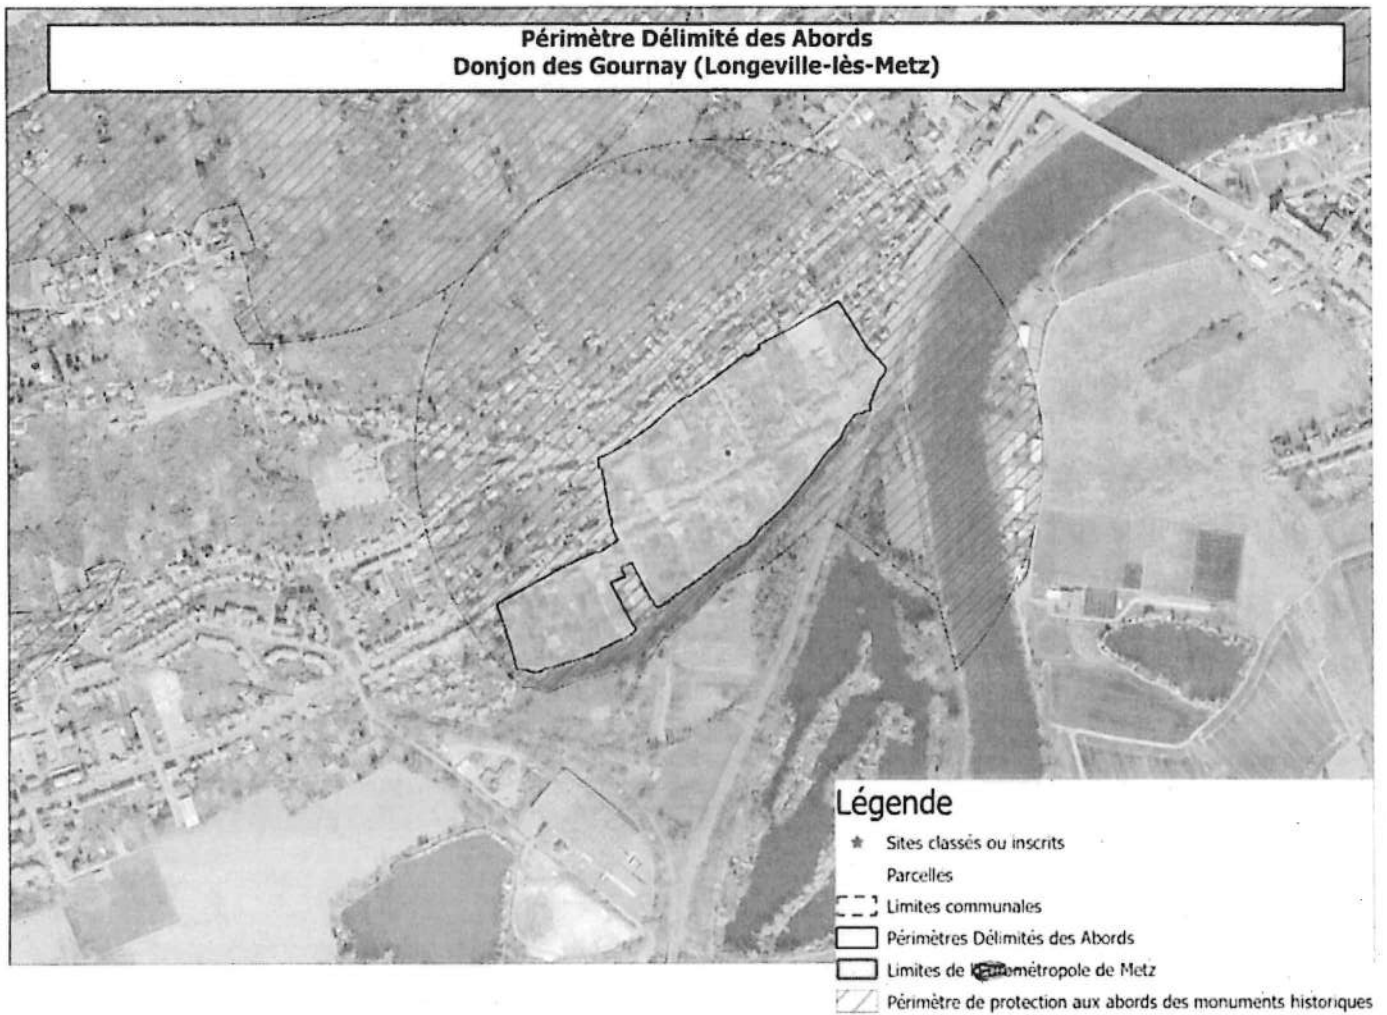 Périmètre Délimité des Abords
Donjon des Gournay (Longeville-lès-Metz)
Légende
Sites classés ou inscrits
Parcelles
Limites communales
Périmètres Délimités des Abords
Limites de métropole de Metz
Périmètre de protection aux abords des monuments historiques